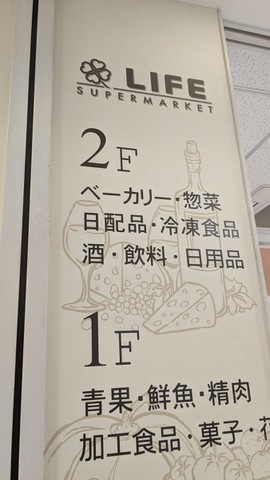 LIFE
SUPERMARKET
2F
ベーカリー・惣菜
日配品・冷凍食品
酒・飲料・日用品
1F
青果・鮮魚・精肉
加工食品・菓子・花